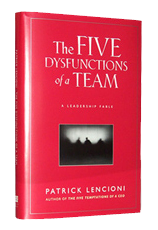 The FIVE
DYSFUNCTIONS
of a TEAM
A LEADERSHIP FABLE
PATRICK LENCIONI
AUTHOR OF THE FIVE TEMPTATIONS OF A CEO